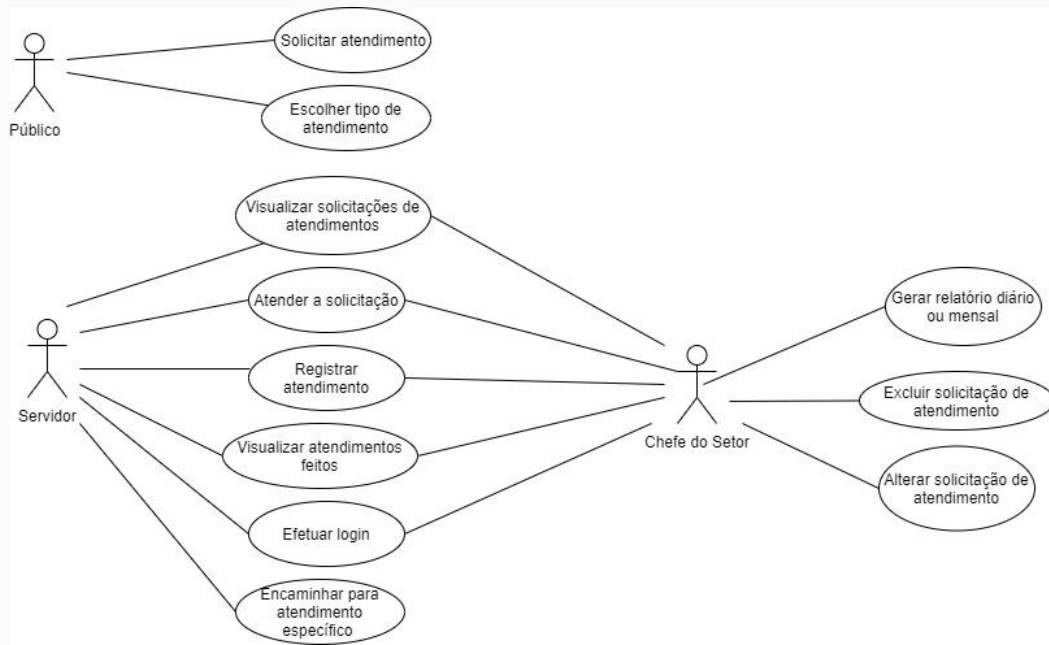 Solicitar atendimento
Escolher tipo de
atendimento
Público
Visualizar solicitações de
atendimentos
Atender a solicitação
Registrar
atendimento
Servidor
Visualizar atendimentos
feitos
Efetuar login
Encaminhar para
atendimento
específico
Chefe do Setor
Gerar relatório diário
ou mensal
Excluir solicitação de
atendimento
Alterar solicitação de
atendimento